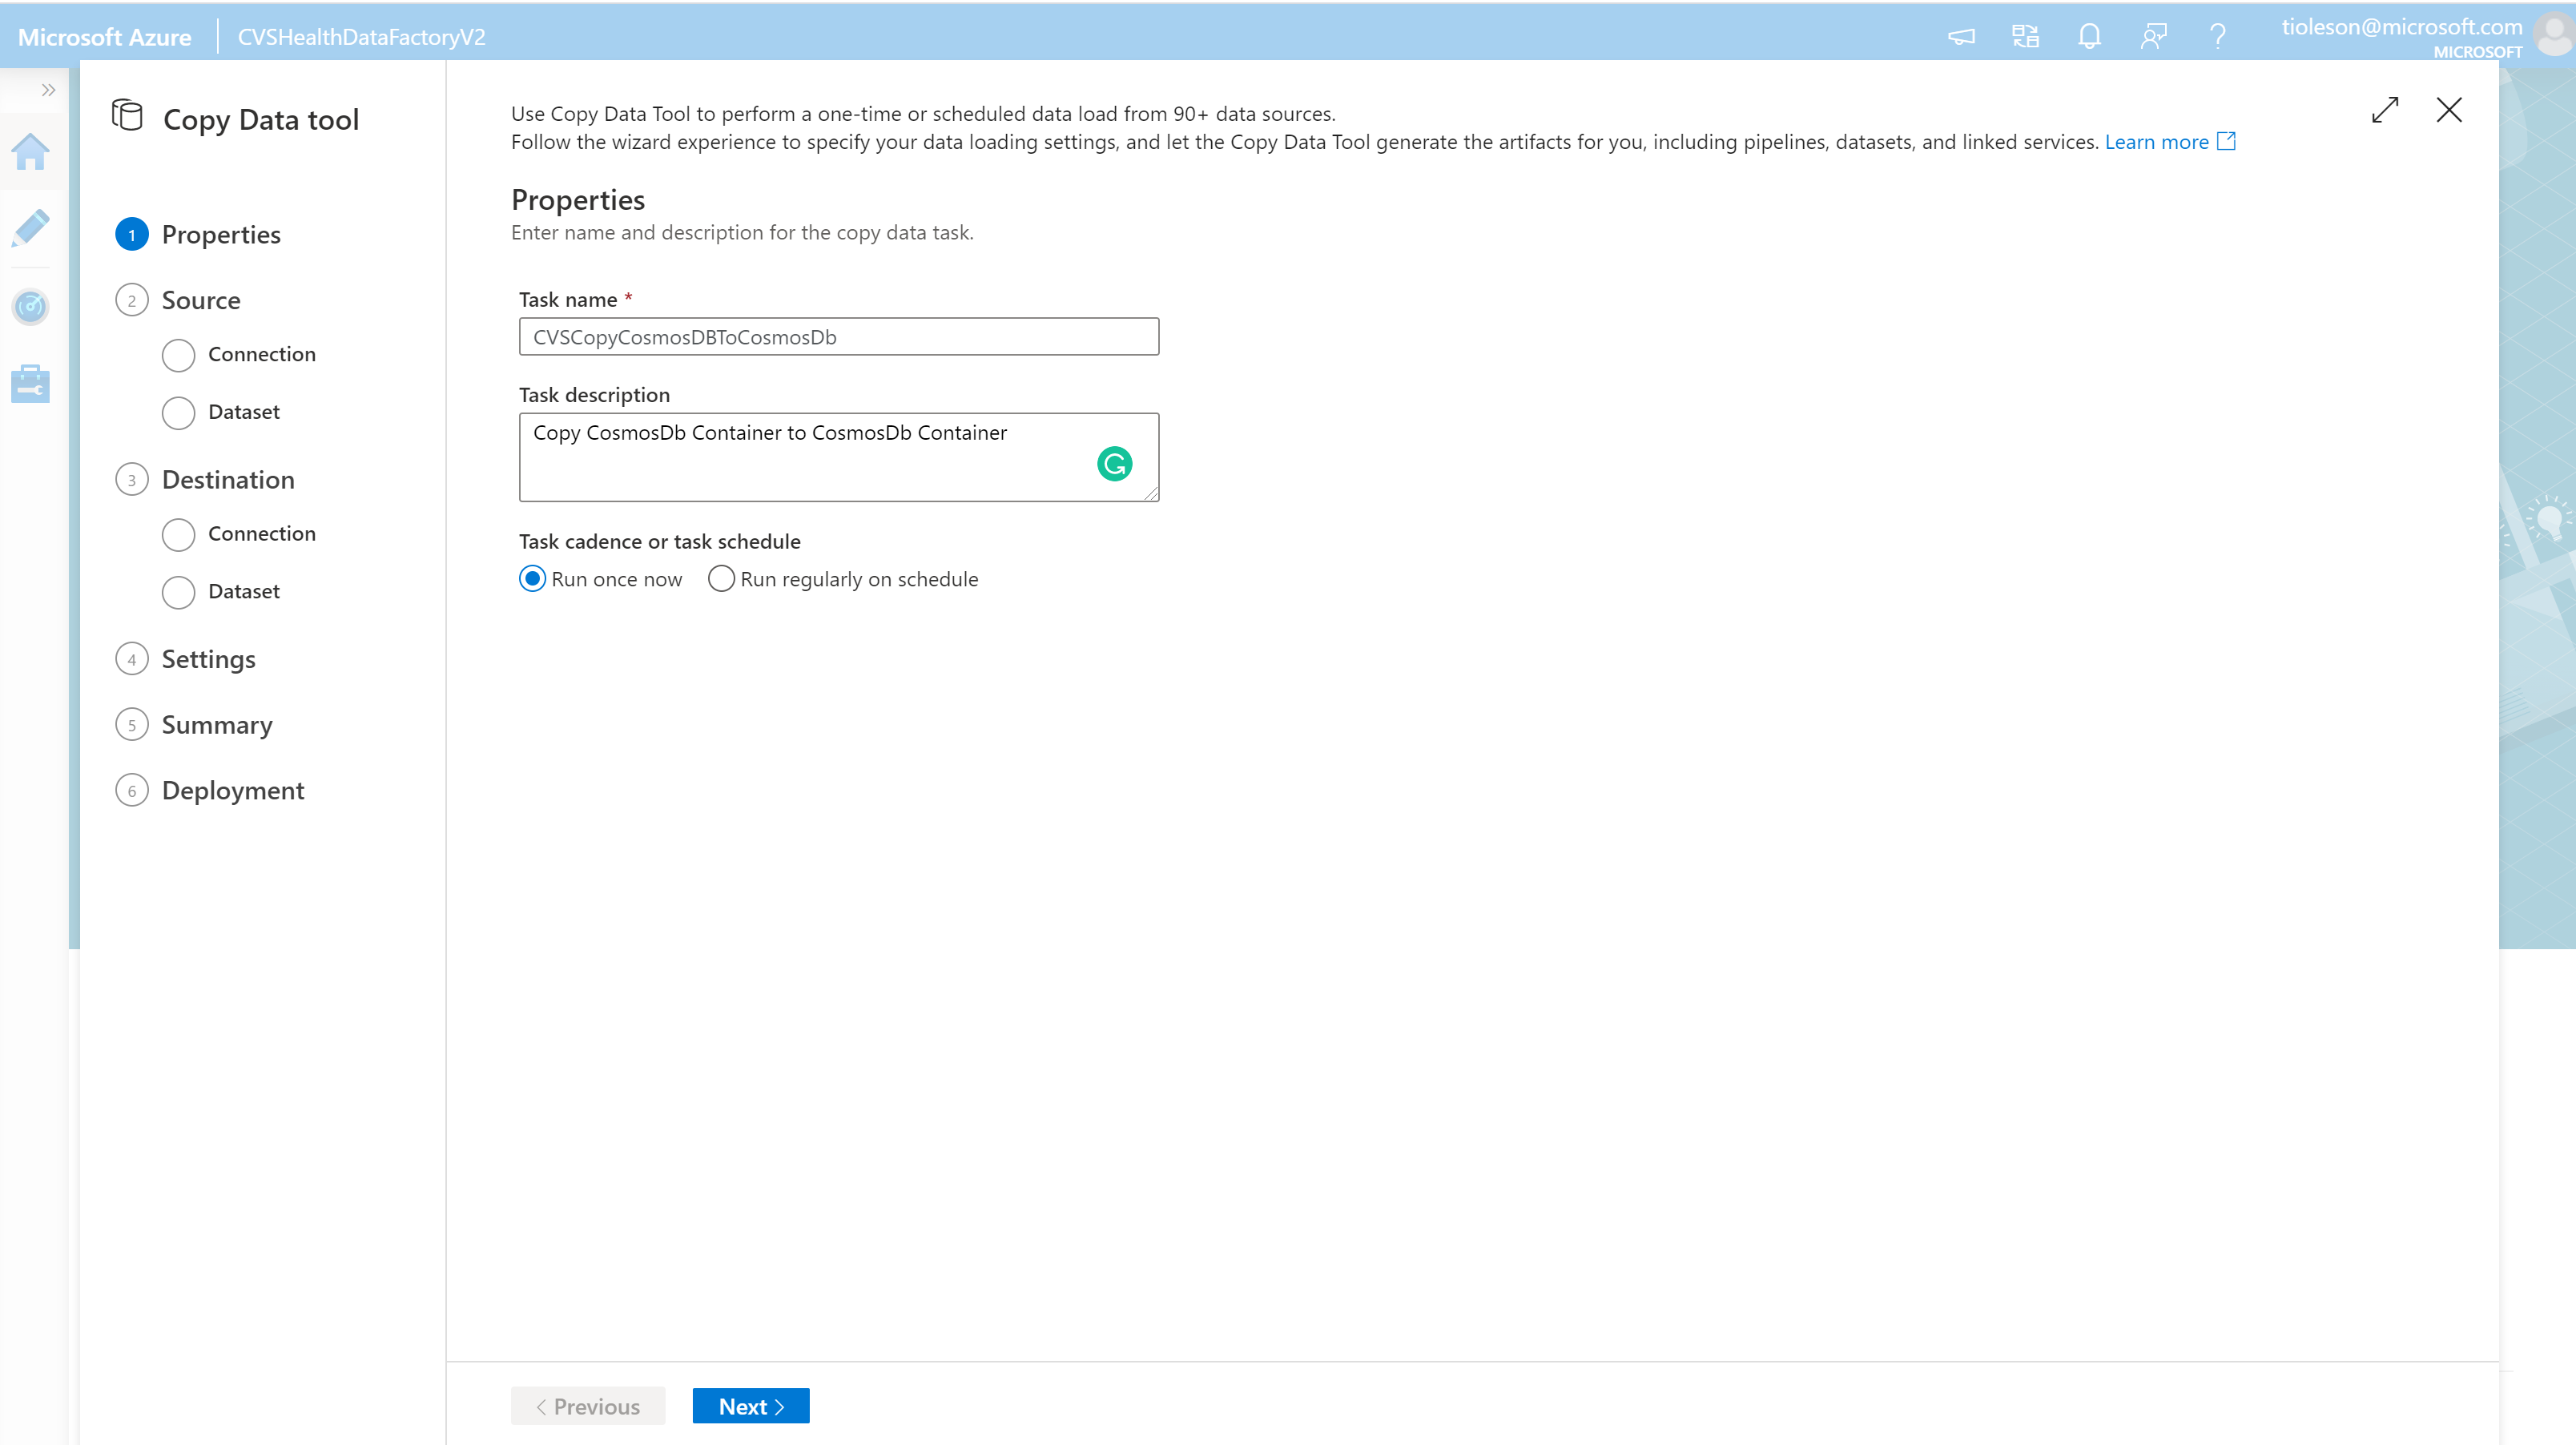 Microsoft Azure
CVSHealthDataFactoryV2
tioleson@microsoft.com
MICROSOFT
Copy Data tool
1 Properties
2 Source
Connection
Dataset
3 Destination
Connection
Dataset
4 Settings
5 Summary
6 Deployment
Use Copy Data Tool to perform a one-time or scheduled data load from 90+ data sources.
Follow the wizard experience to specify your data loading settings, and let the Copy Data Tool generate the artifacts for you, including pipelines, datasets, and linked services. Learn more
Properties
Enter name and description for the copy data task.
Task name *
CVSCopyCosmosDBToCosmosDb
Task description
Copy CosmosDb Container to CosmosDb Container
Task cadence or task schedule
Run once now Run regularly on schedule
< Previous Next >